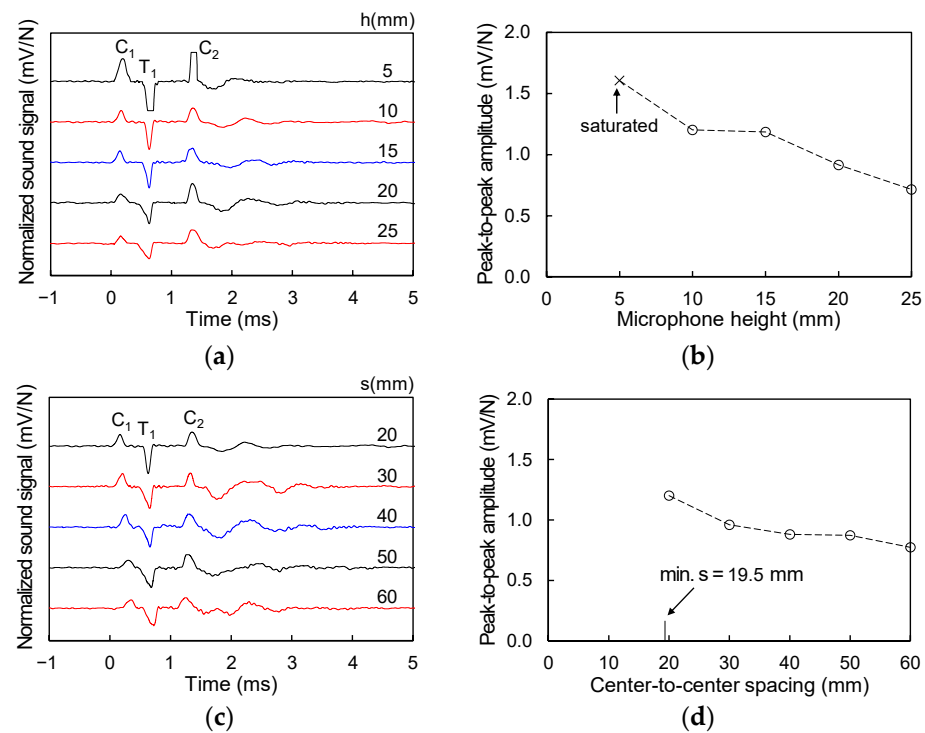 h(mm)
C1
T1
C2
5
10
15
20
25
Normalized sound signal (mV/N)
−1 0 1 2 3 4 5
Time (ms)
(a)
2.0
1.5
1.0
0.5
0.0
Peak-to-peak amplitude (mV/N)
saturated
0 5 10 15 20 25
Microphone height (mm)
(b)
s(mm)
C1
T1
C2
20
30
40
50
60
Normalized sound signal (mV/N)
−1 0 1 2 3 4 5
Time (ms)
(c)
2.0
1.0
1.0
0.5
0.0
Peak-to-peak amplitude (mV/N)
min. s = 19.5 mm
0 10 20 30 40 50 60
Center-to-center spacing (mm)
(d)